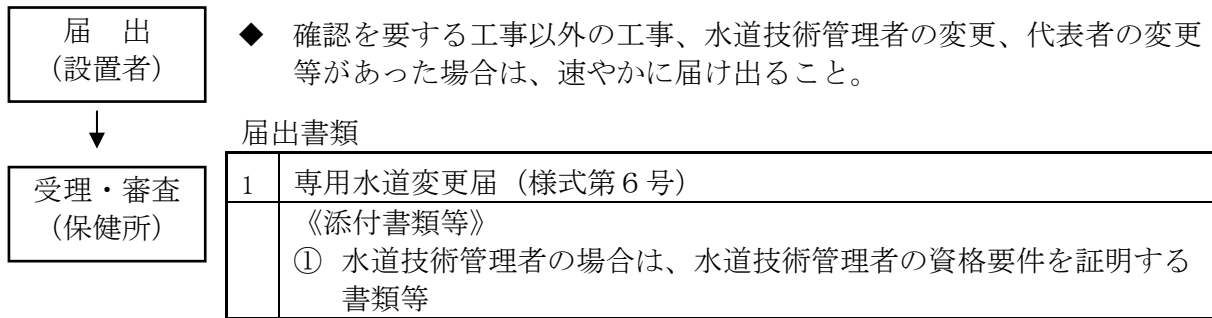 届　出
（設置者）
◆　確認を要する工事以外の工事、水道技術管理者の変更、代表者の変更
等があった場合は、速やかに届け出ること。
届出書類
受理・審査
（保健所）
1　専用水道変更届（様式第６号）
《添付書類等》
①　水道技術管理者の場合は、水道技術管理者の資格要件を証明する
書類等